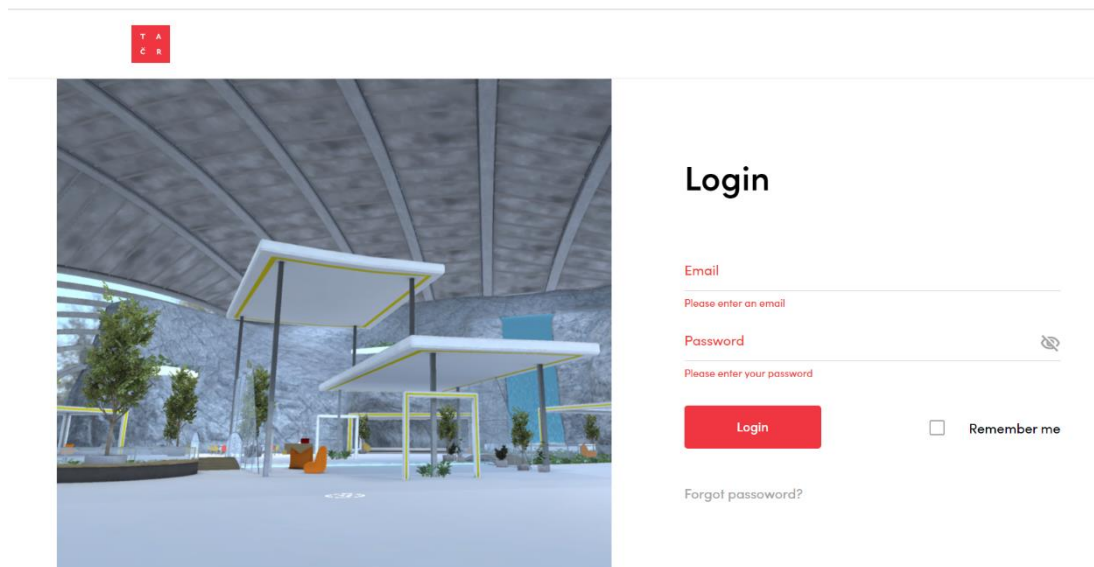 T A
Č R
Login
Email
Please enter an email
Password
Please enter your password
Login
Remember me
Forgot passoword?